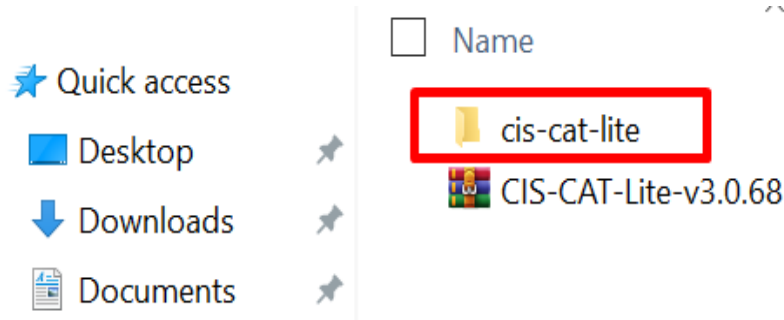 Quick access
Desktop
Downloads
Documents
Name
cis-cat-lite
CIS-CAT-Lite-v3.0.68